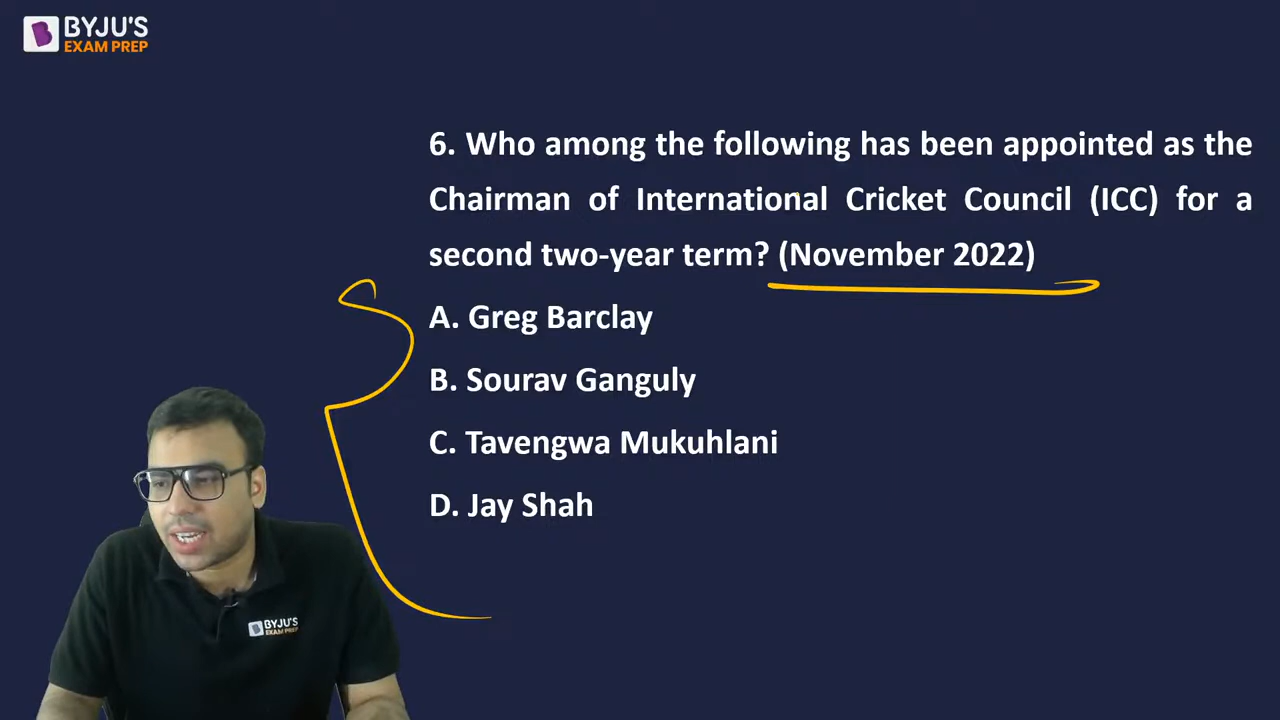 BYJU'S
EXAM PREP
6. Who among the following has been appointed as the
Chairman of International Cricket Council (ICC) for a
second two-year term? (November 2022)
A. Greg Barclay
B. Sourav Ganguly
C. Tavengwa Mukuhlani
D. Jay Shah
BYJU'S
EXAM PREP